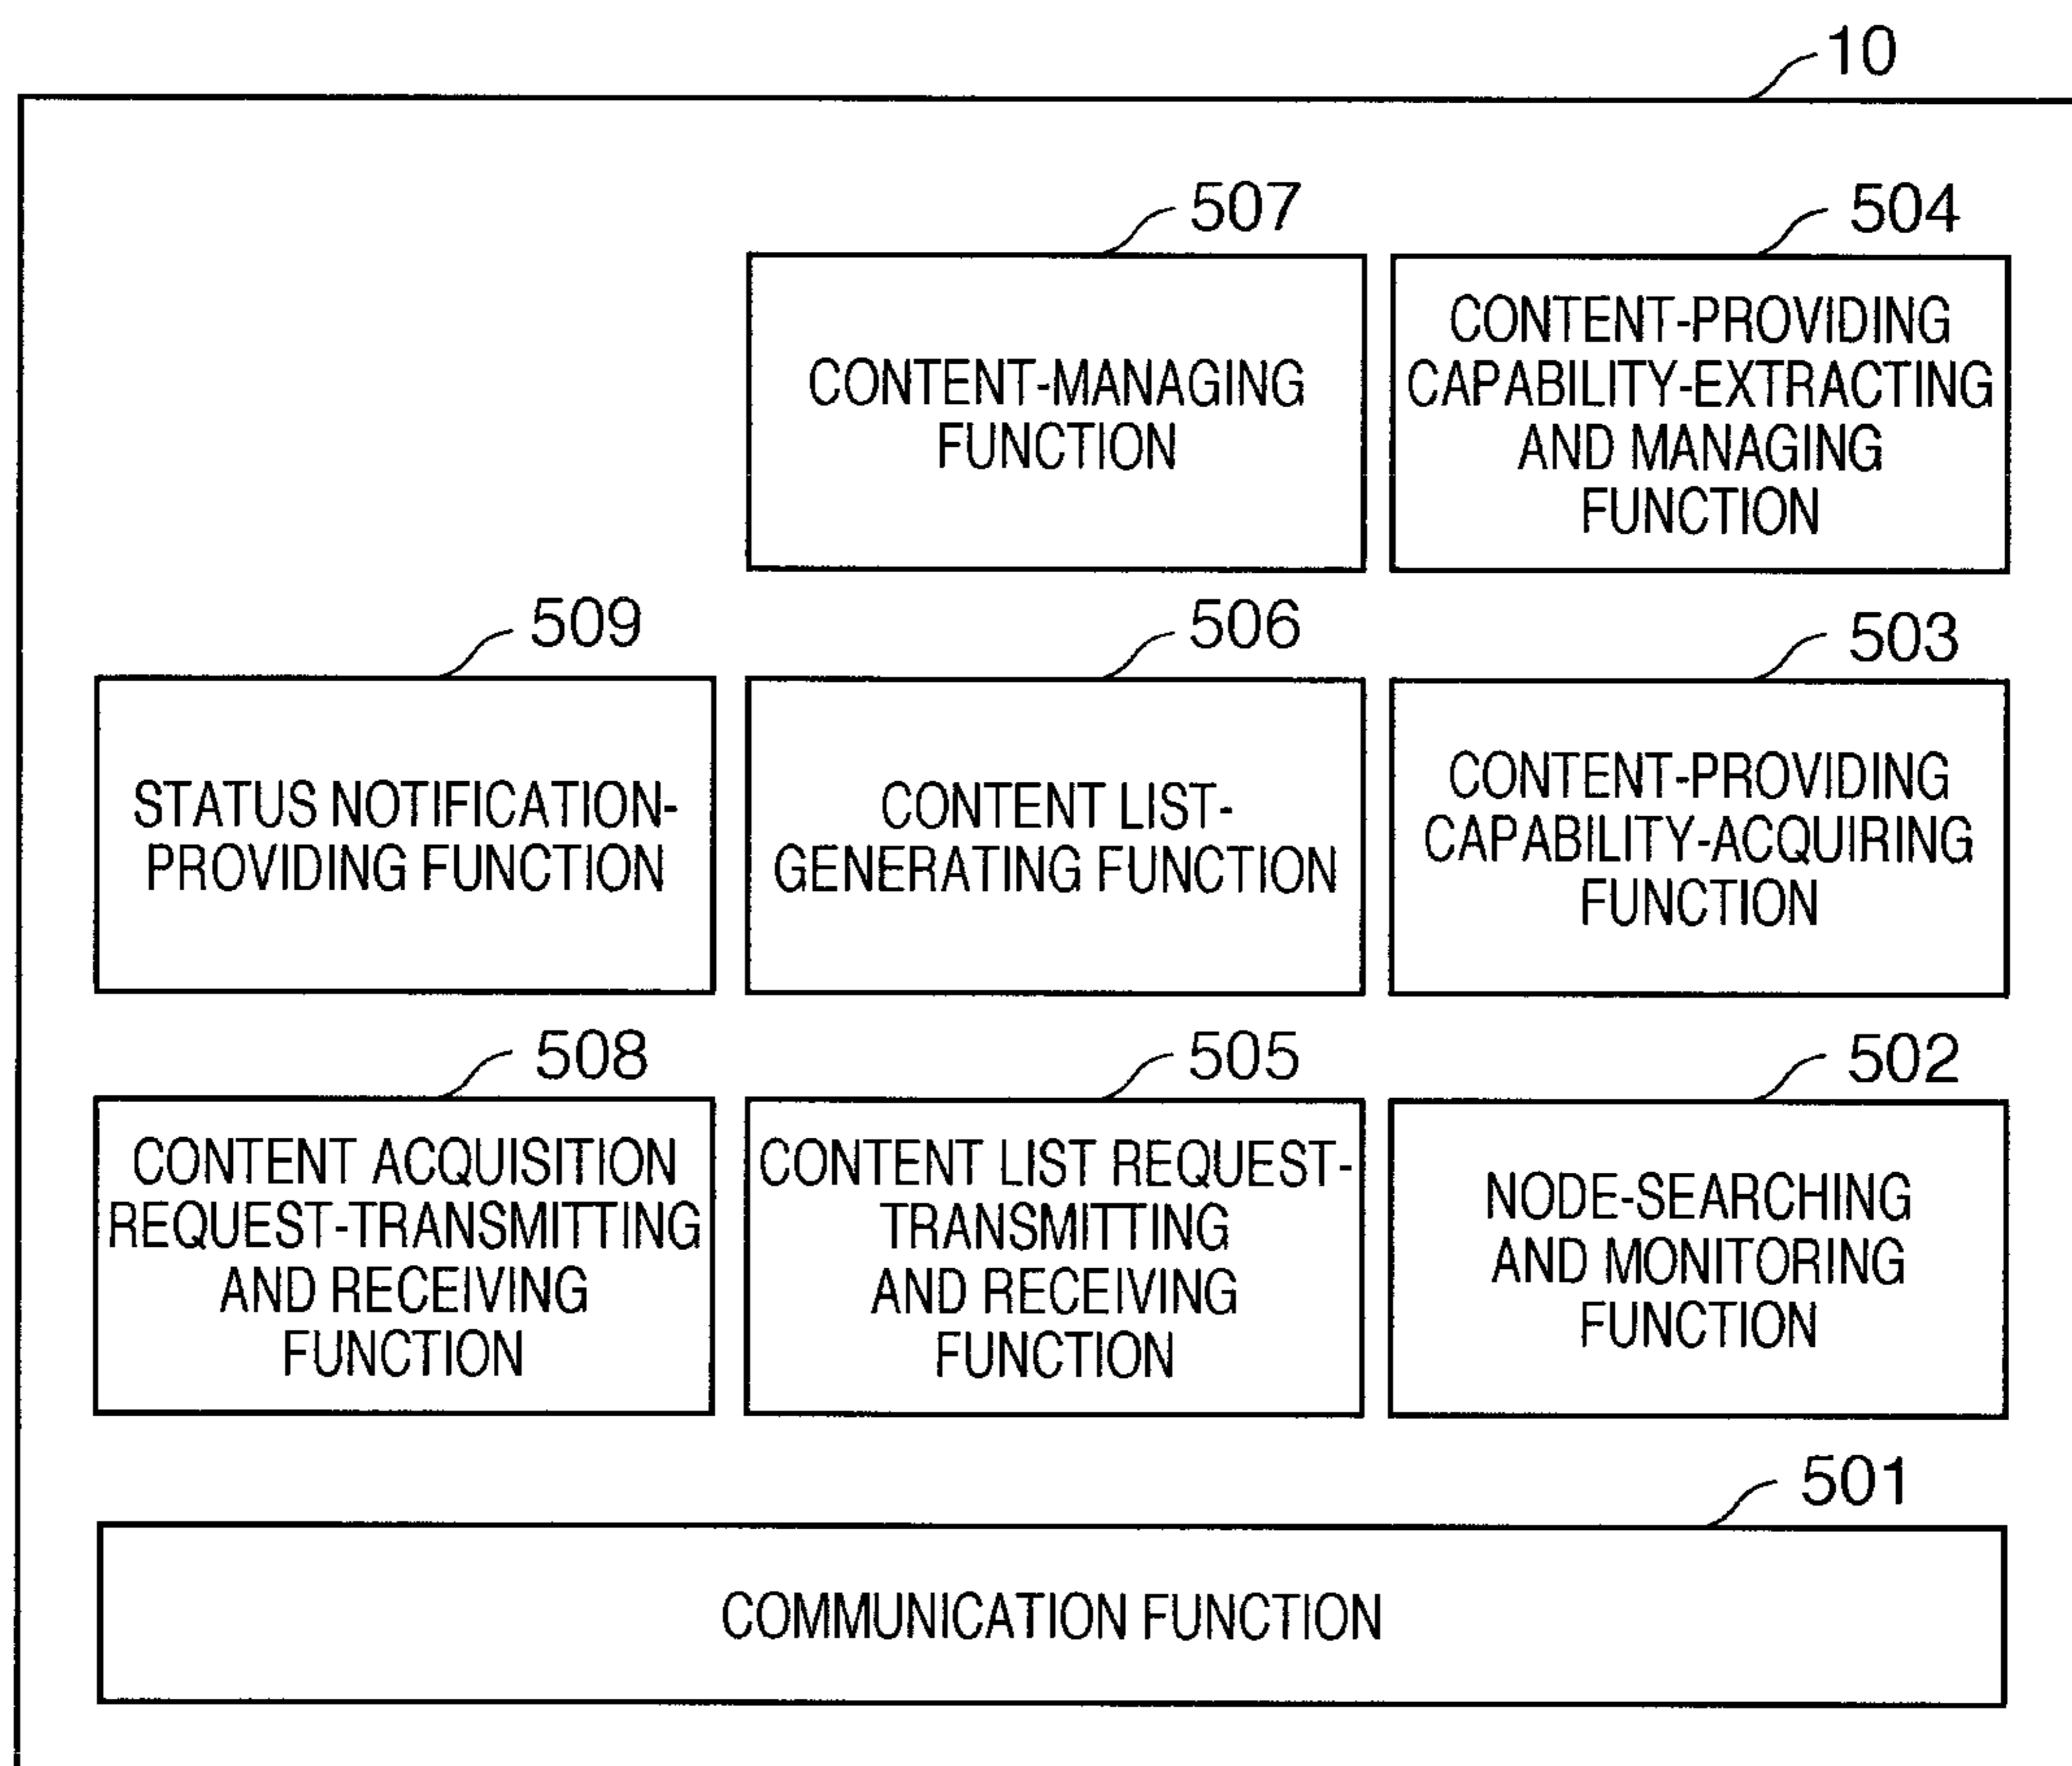 10
507
CONTENT-MANAGING
FUNCTION
504
CONTENT-PROVIDING
CAPABILITY-EXTRACTING
AND MANAGING
FUNCTION
509
STATUS NOTIFICATION-
PROVIDING FUNCTION
506
CONTENT LIST-
GENERATING FUNCTION
503
CONTENT-PROVIDING
CAPABILITY-ACQUIRING
FUNCTION
508
CONTENT ACQUISITION
REQUEST-TRANSMITTING
AND RECEIVING
FUNCTION
505
CONTENT LIST REQUEST-
TRANSMITTING
AND RECEIVING
FUNCTION
502
NODE-SEARCHING
AND MONITORING
FUNCTION
501
COMMUNICATION FUNCTION